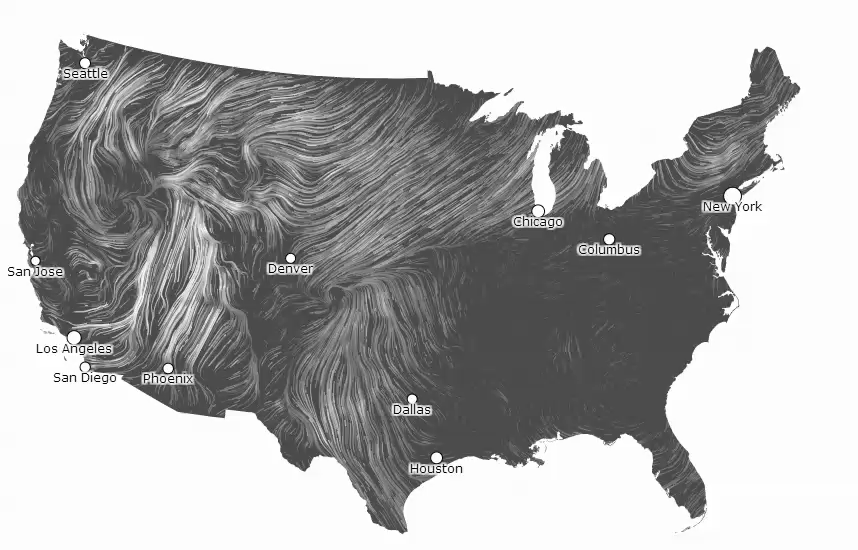 Seattle
New York
Chicago
Columbus
San Jose
Denver
Los Angeles
San Diego
Phoenix
Dallas
Houston